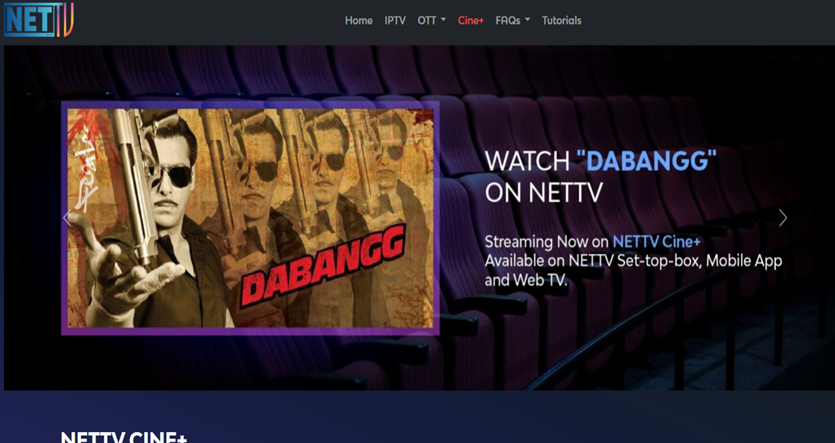 NETTV
Home IPTV OTT Cine+ FAQs Tutorials
DABANGG
WATCH "DABANGG"
ON NETTV
Streaming Now on NETTV Cine+
Available on NETTV Set-top-box, Mobile App
and Web TV.
NETTV CINE+